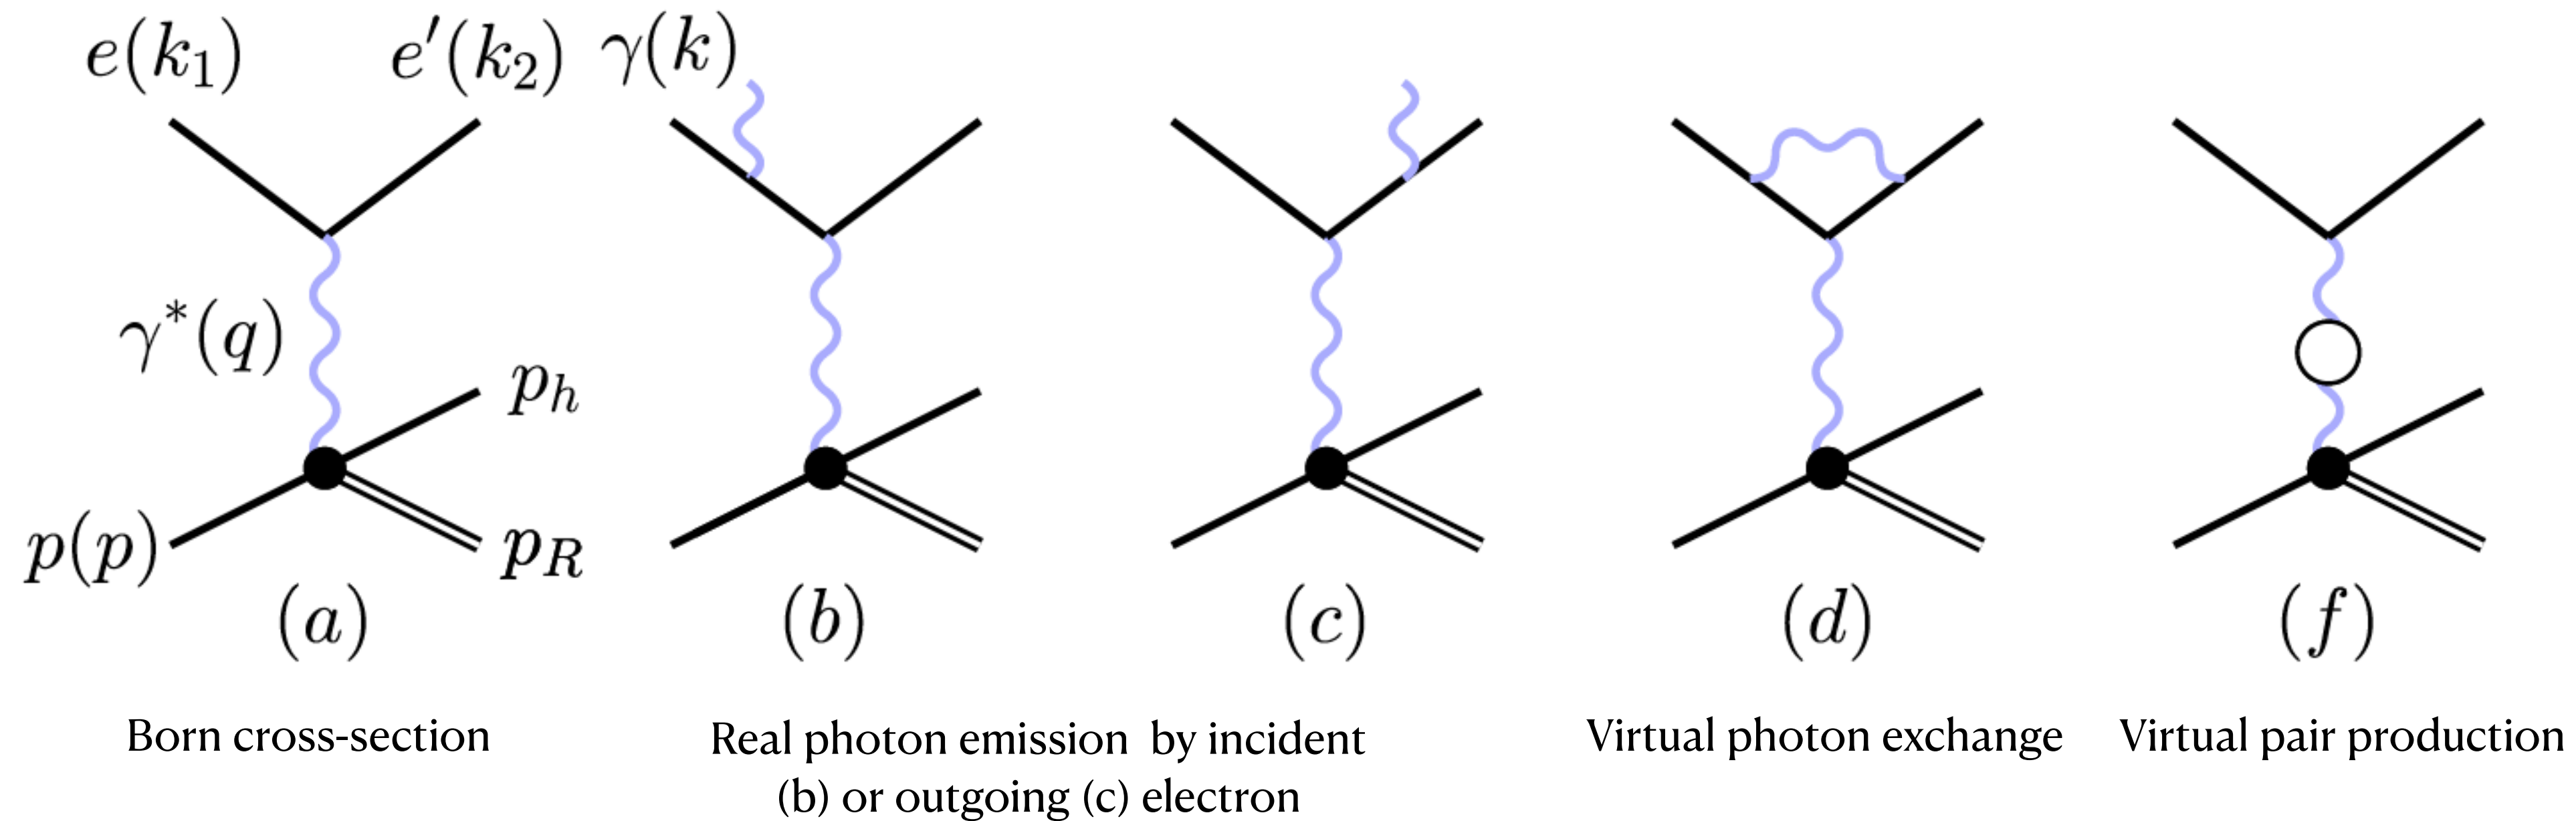 e(k₁)
e′(k₂)
γ(k)
γ*(q)
pₕ
p(p)
p_R
(a)
(b)
(c)
(d)
(f)
Born cross-section
Real photon emission by incident
(b) or outgoing (c) electron
Virtual photon exchange
Virtual pair production